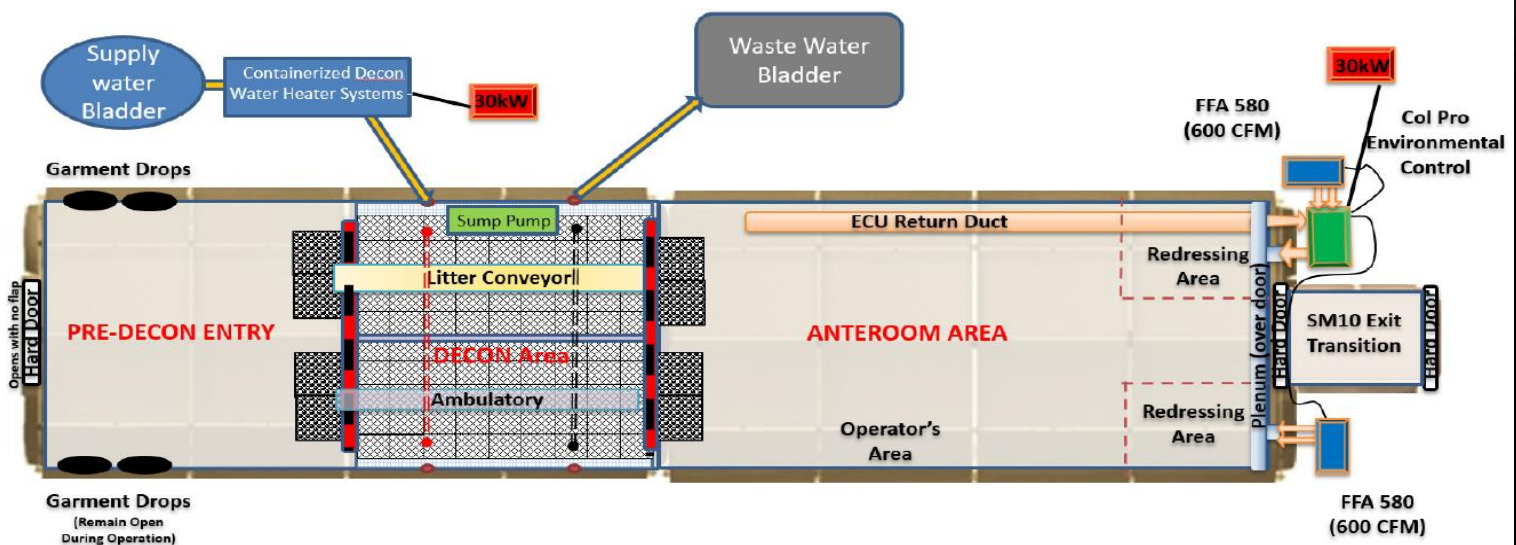 Supply
water
Bladder
Containerized Decon
Water Heater Systems
30kW
Waste Water
Bladder
30kW
FFA 580
(600 CFM)
Col Pro
Environmental
Control
Garment Drops
Sump Pump
ECU Return Duct
Litter Conveyor
Redressing
Area
Opens with no flap
Hard Door
PRE-DECON ENTRY
DECON Area
ANTEROOM AREA
Plenum (over door)
Hard Door
SM10 Exit
Transition
Hard Door
Ambulatory
Operator's
Area
Redressing
Area
Garment Drops
(Remain Open
During Operation)
FFA 580
(600 CFM)